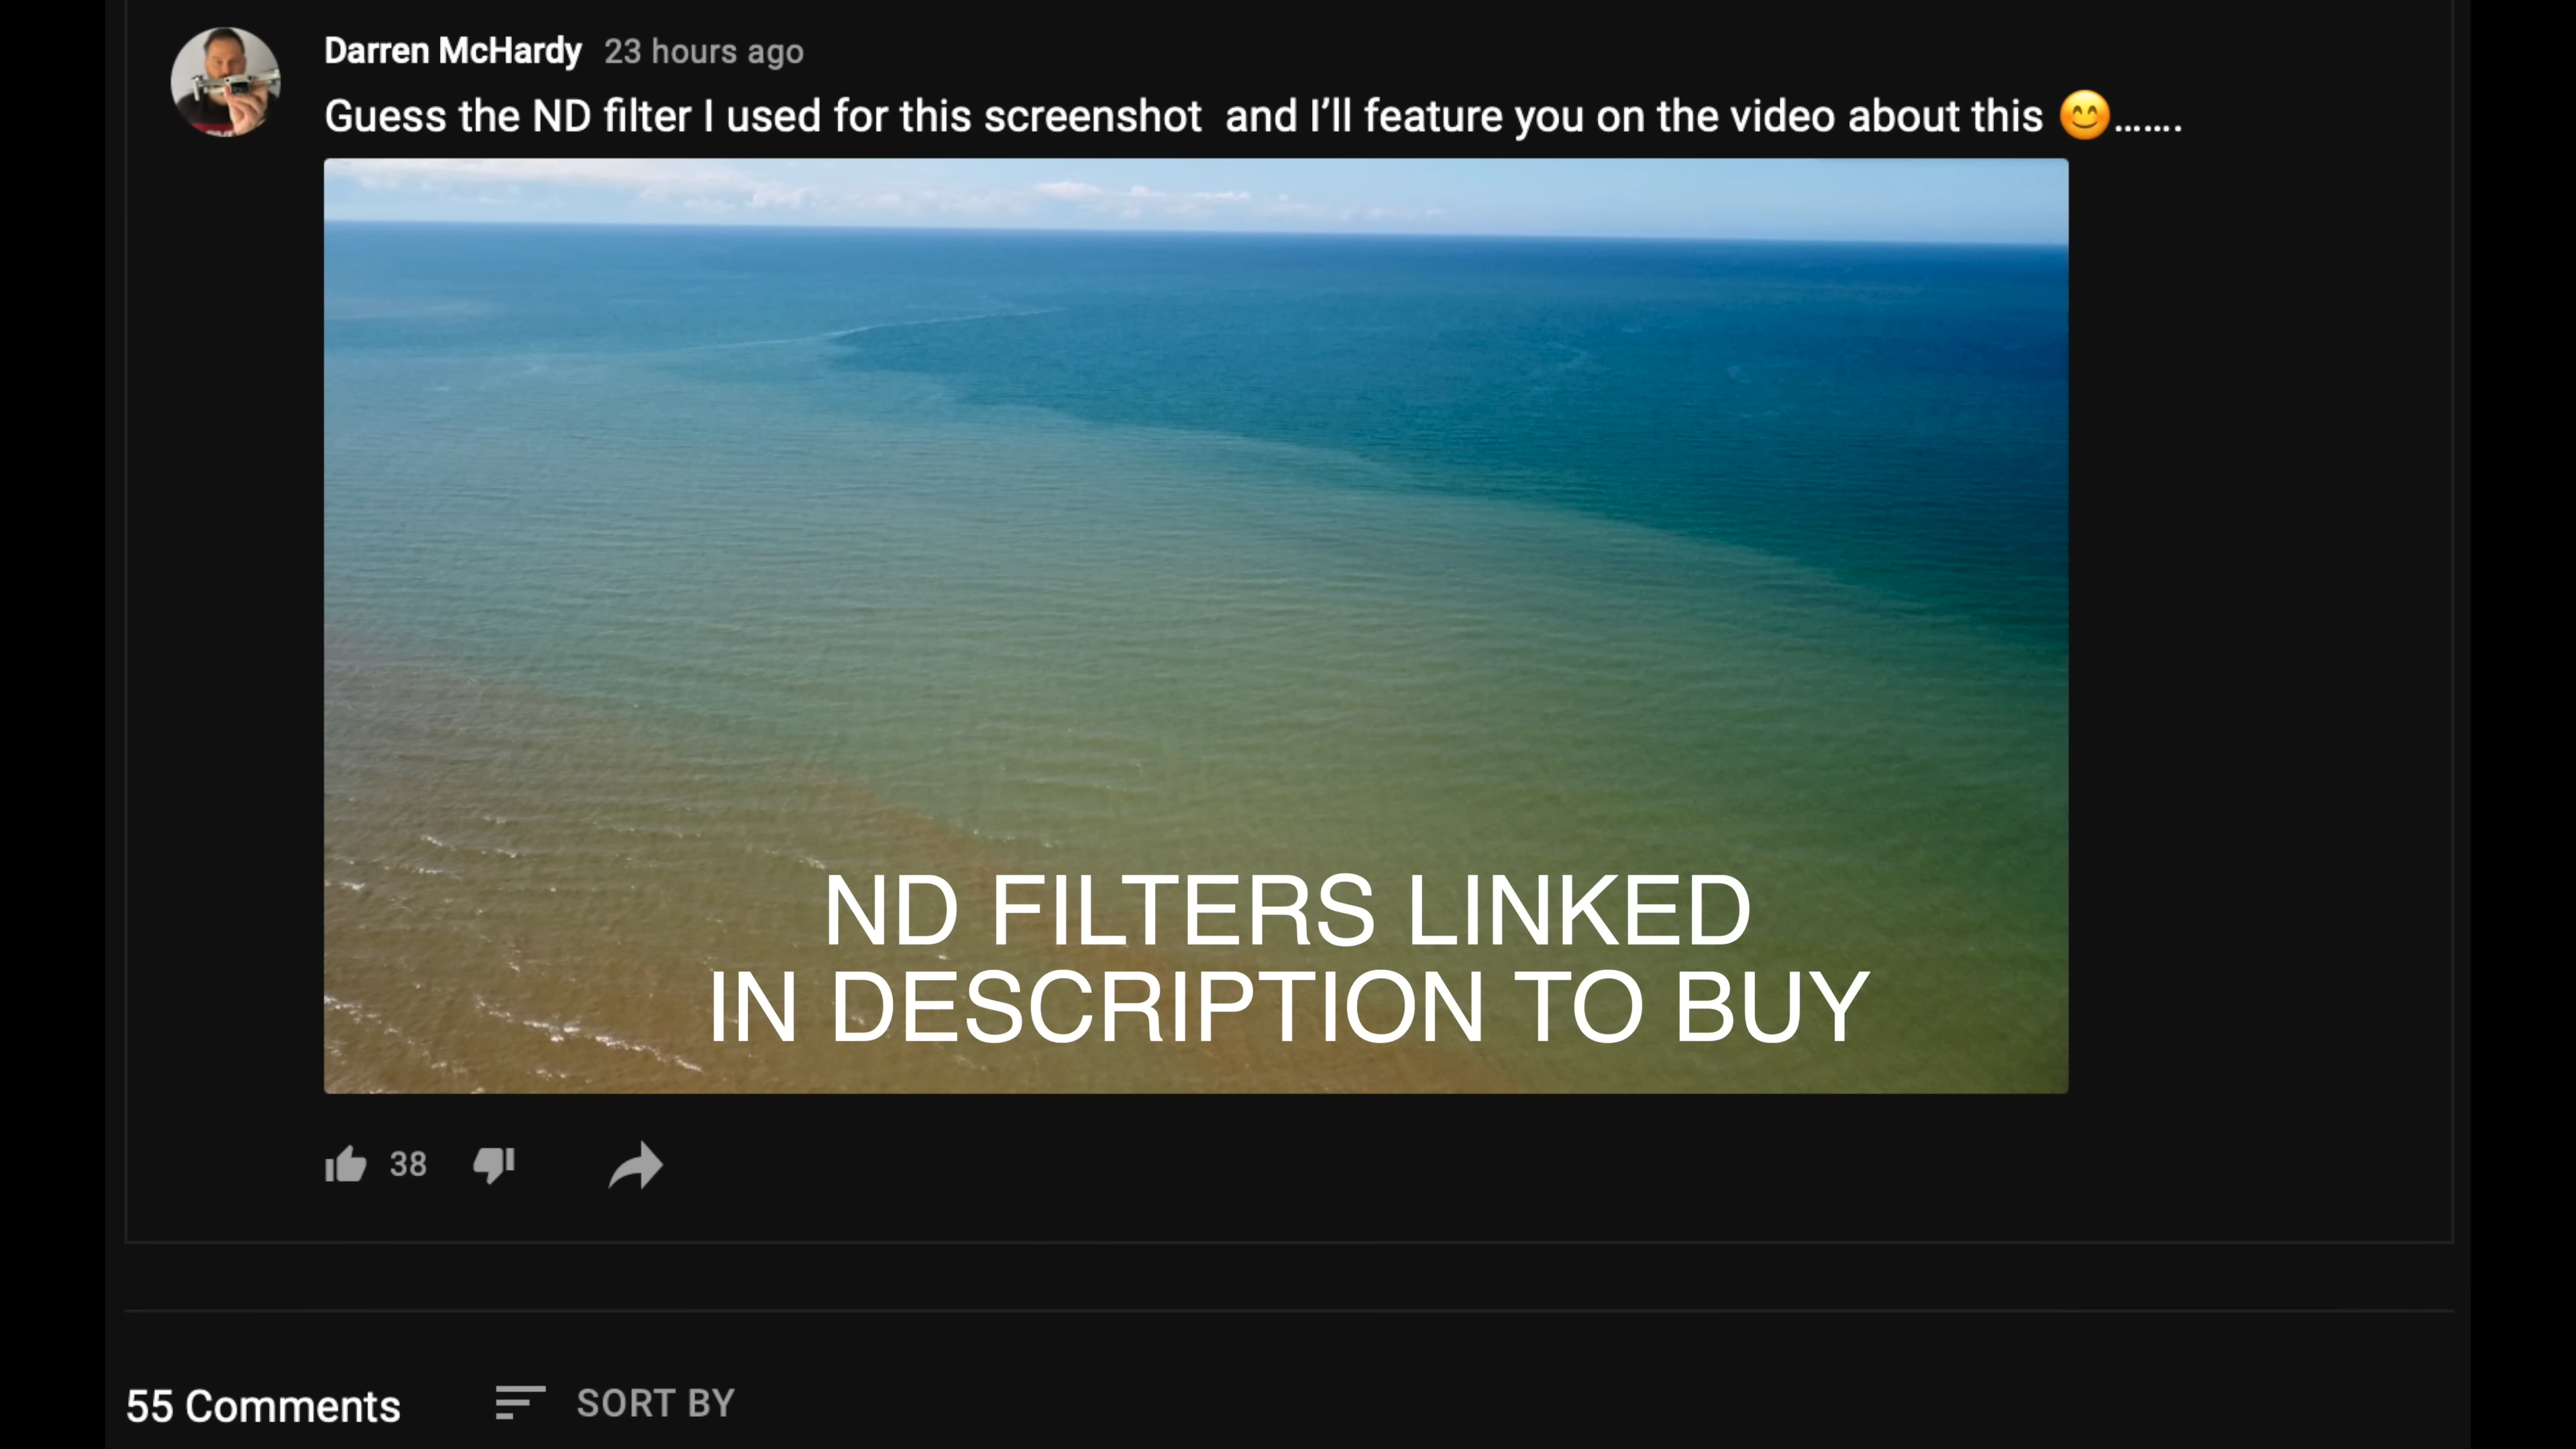 Darren McHardy 23 hours ago
Guess the ND filter I used for this screenshot  and I’ll feature you on the video about this 😊…….
ND FILTERS LINKED
IN DESCRIPTION TO BUY
38
55 Comments SORT BY